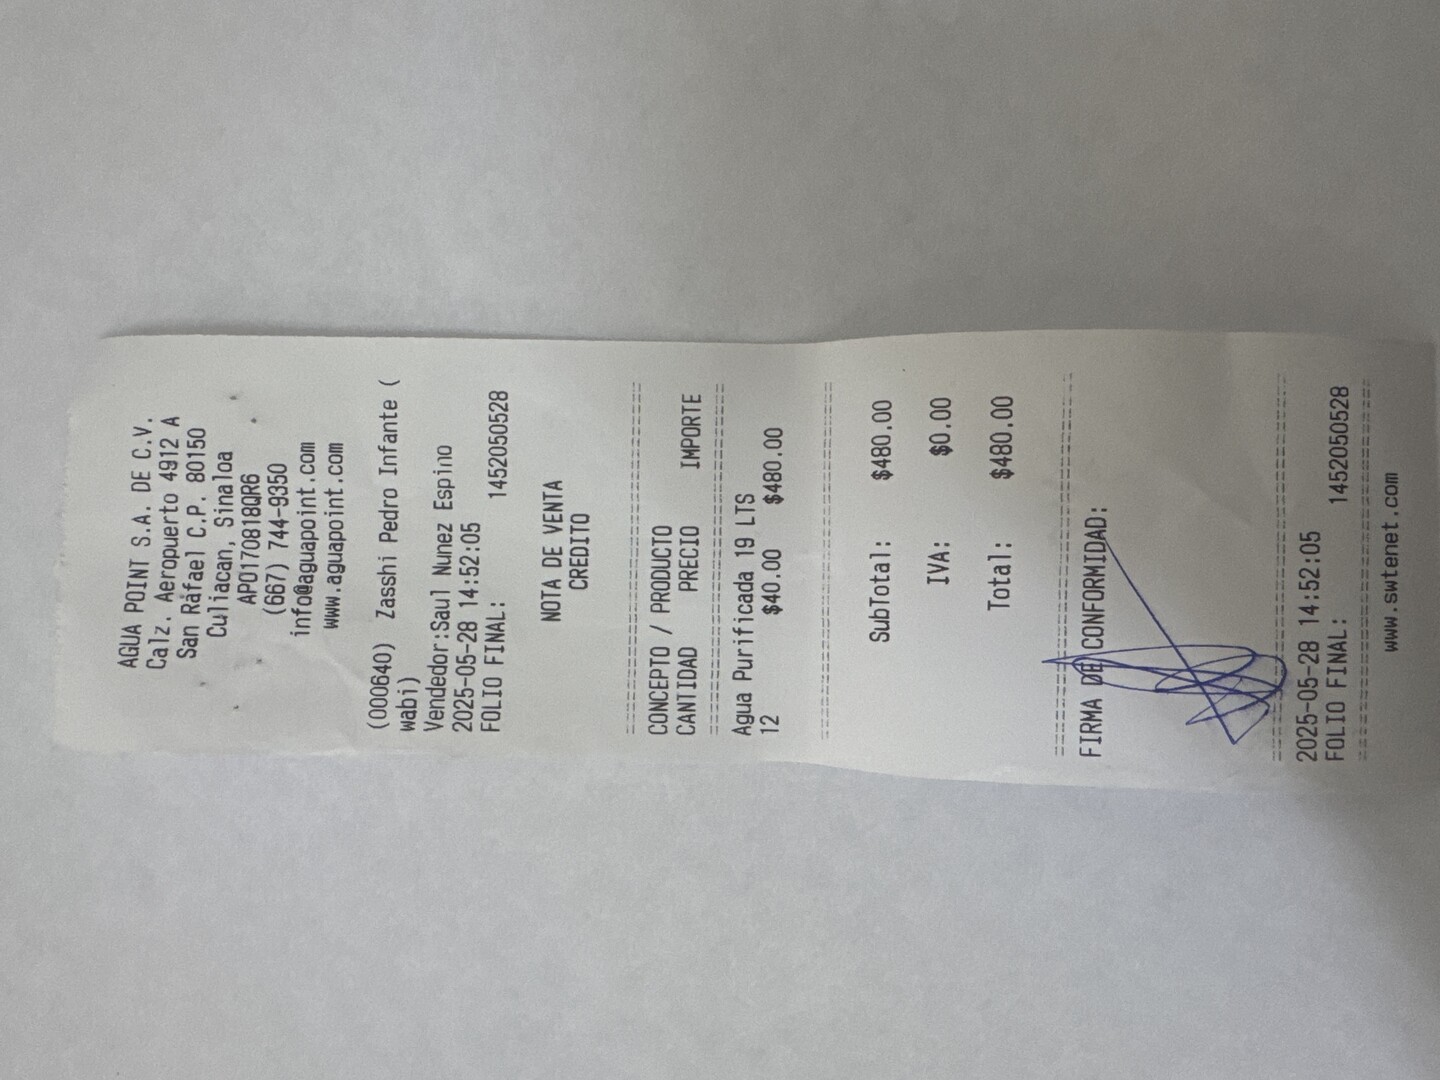 AGUA POINT S.A. DE C.V.
Calz. Aeropuerto 4912 A
San Rafael C.P. 80150
Culiacan, Sinaloa
APO170818QR6
(667) 744-9350
info@aguapoint.com
www.aguapoint.com
(000640) Zasshi Pedro Infante (
wabi)
Vendedor:Saul Nunez Espino
2025-05-28 14:52:05
FOLIO FINAL: 1452050528
NOTA DE VENTA
CREDITO
CONCEPTO / PRODUCTO
CANTIDAD PRECIO IMPORTE
Agua Purificada 19 LTS
12 $40.00 $480.00
SubTotal: $480.00
IVA: $0.00
Total: $480.00
FIRMA DE CONFORMIDAD:
2025-05-28 14:52:05
FOLIO FINAL: 1452050528
www.swtenet.com